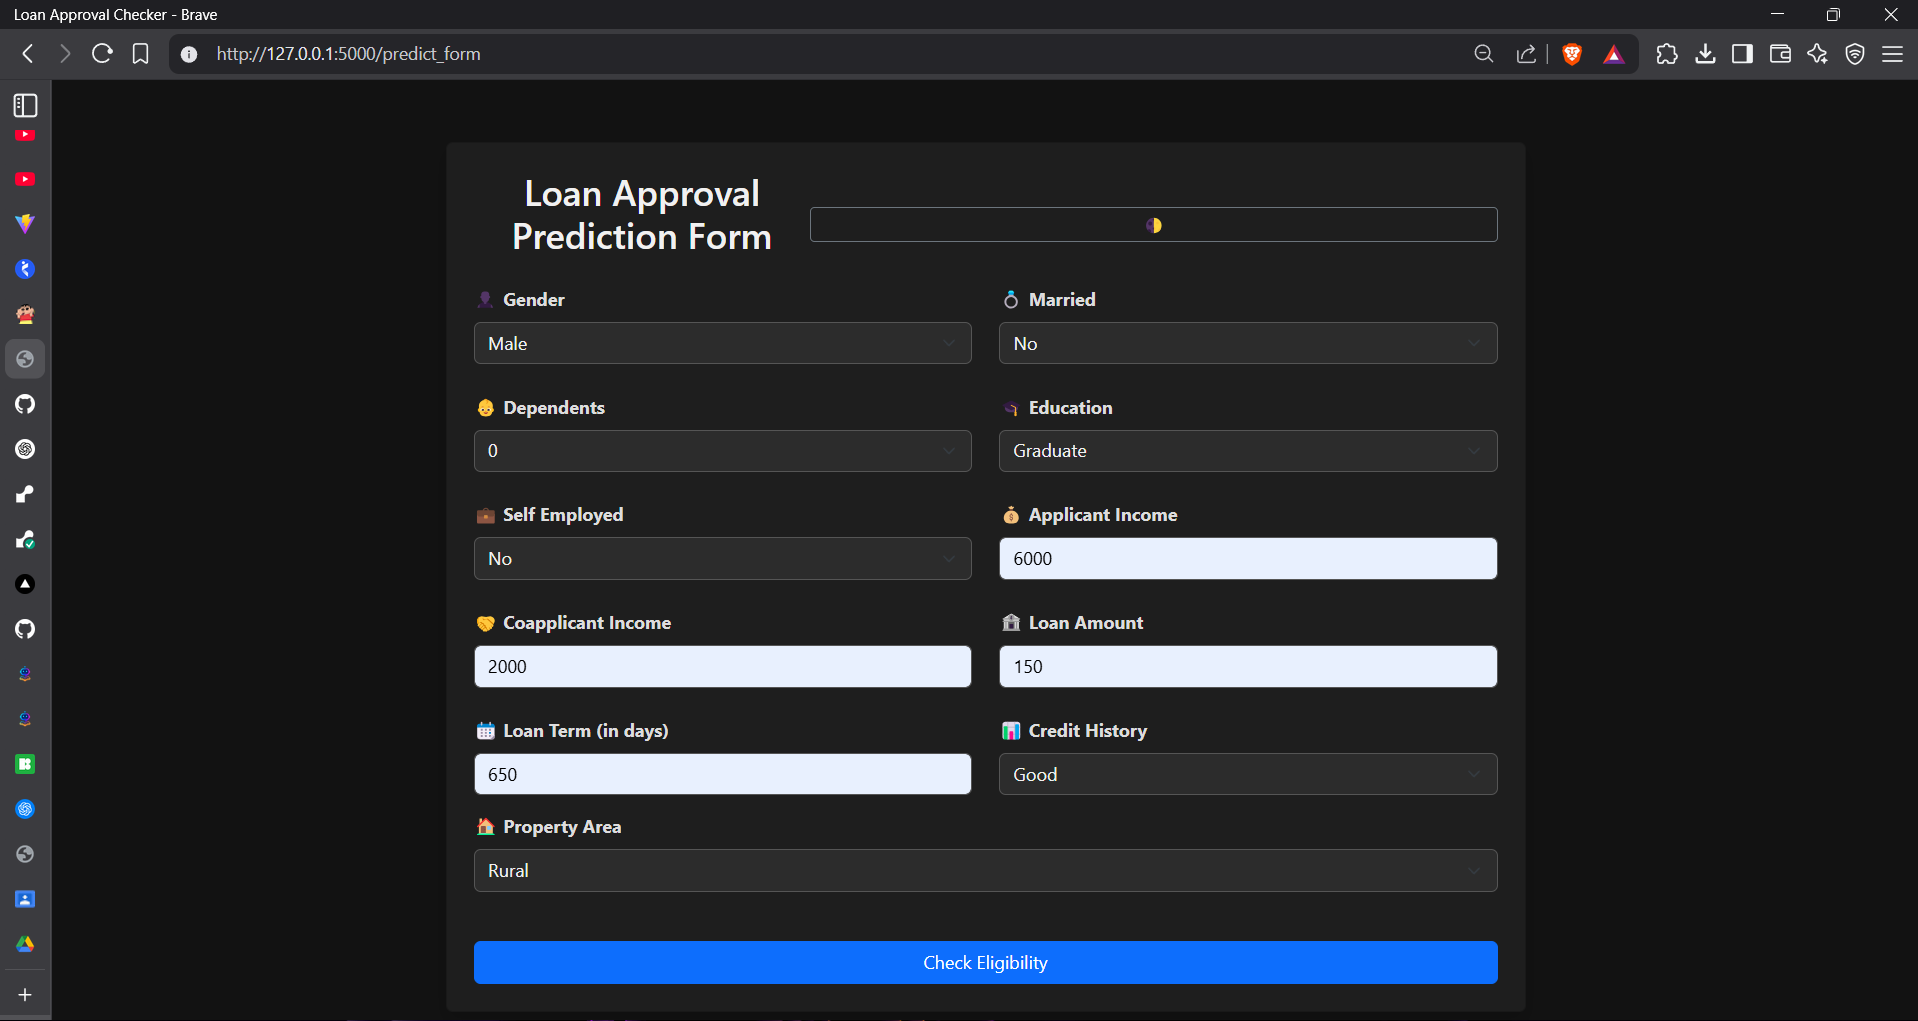 Loan Approval Checker - Brave
http://127.0.0.1:5000/predict_form
Loan Approval
Prediction Form
Gender
Married
Male
No
Dependents
Education
0
Graduate
Self Employed
Applicant Income
No
6000
Coapplicant Income
Loan Amount
2000
150
Loan Term (in days)
Credit History
650
Good
Property Area
Rural
Check Eligibility